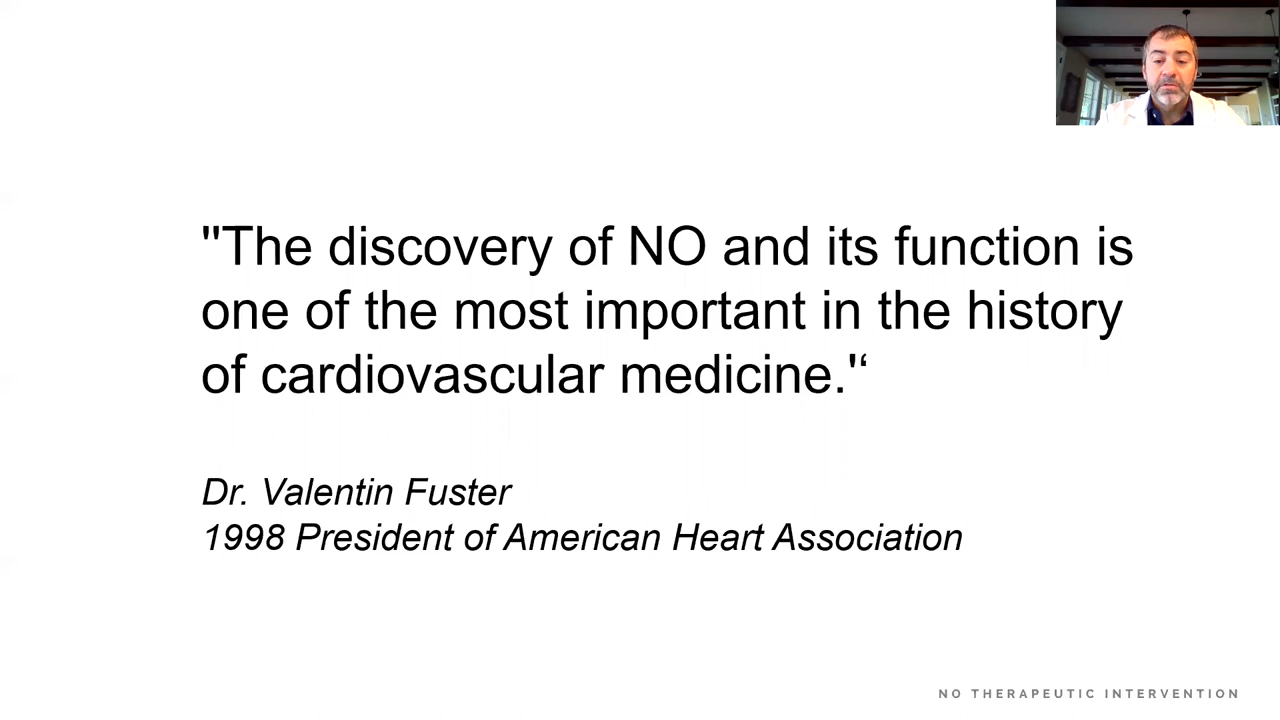 "The discovery of NO and its function is
one of the most important in the history
of cardiovascular medicine.'‘
Dr. Valentin Fuster
1998 President of American Heart Association
NO THERAPEUTIC INTERVENTION